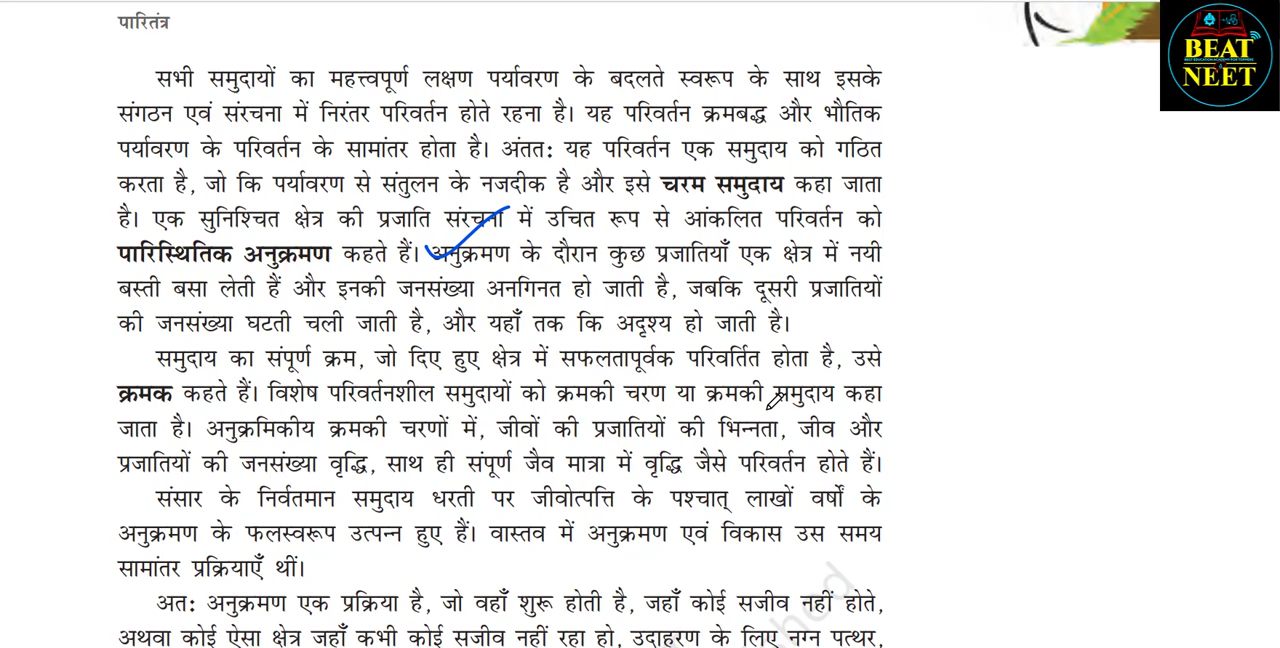 पारितंत्र
BEAT
NEET
सभी समुदायों का महत्त्वपूर्ण लक्षण पर्यावरण के बदलते स्वरूप के साथ इसके
संगठन एवं संरचना में निरंतर परिवर्तन होते रहना है। यह परिवर्तन क्रमबद्ध और भौतिक
पर्यावरण के परिवर्तन के सामांतर होता है। अंततः यह परिवर्तन एक समुदाय को गठित
करता है, जो कि पर्यावरण से संतुलन के नजदीक है और इसे चरम समुदाय कहा जाता
है। एक सुनिश्चित क्षेत्र की प्रजाति संरचना में उचित रूप से आंकलित परिवर्तन को
पारिस्थितिक अनुक्रमण कहते हैं। अनुक्रमण के दौरान कुछ प्रजातियाँ एक क्षेत्र में नयी
बस्ती बसा लेती हैं और इनकी जनसंख्या अनगिनत हो जाती है, जबकि दूसरी प्रजातियों
की जनसंख्या घटती चली जाती है, और यहाँ तक कि अदृश्य हो जाती है।
समुदाय का संपूर्ण क्रम, जो दिए हुए क्षेत्र में सफलतापूर्वक परिवर्तित होता है, उसे
क्रमक कहते हैं। विशेष परिवर्तनशील समुदायों को क्रमकी चरण या क्रमकी समुदाय कहा
जाता है। अनुक्रमिकीय क्रमकी चरणों में, जीवों की प्रजातियों की भिन्नता, जीव और
प्रजातियों की जनसंख्या वृद्धि, साथ ही संपूर्ण जैव मात्रा में वृद्धि जैसे परिवर्तन होते हैं।
संसार के निर्वतमान समुदाय धरती पर जीवोत्पत्ति के पश्चात् लाखों वर्षों के
अनुक्रमण के फलस्वरूप उत्पन्न हुए हैं। वास्तव में अनुक्रमण एवं विकास उस समय
सामांतर प्रक्रियाएँ थीं।
अतः अनुक्रमण एक प्रक्रिया है, जो वहाँ शुरू होती है, जहाँ कोई सजीव नहीं होते,
अथवा कोई ऐसा क्षेत्र जहाँ कभी कोई सजीव नहीं रहा हो, उदाहरण के लिए नग्न पत्थर,